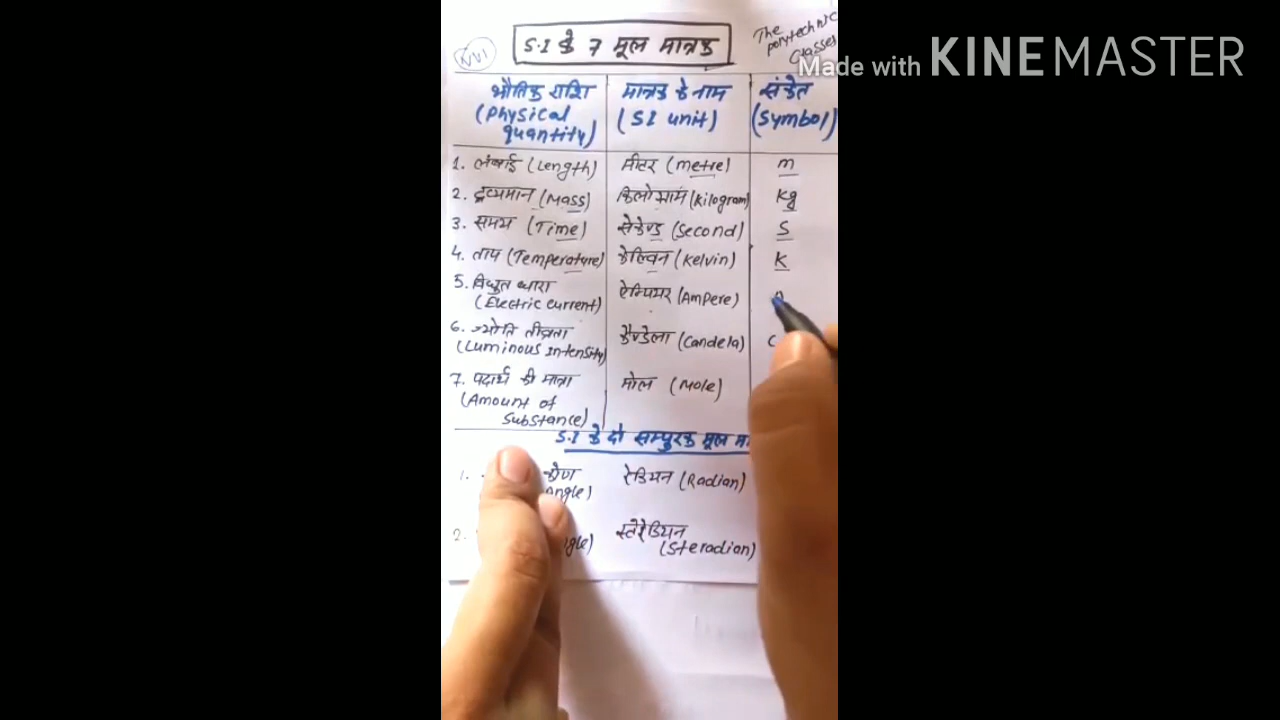 S.I के 7 मूल मात्रक
The
polytechnic
Classes
NVI
Made with KINEMASTER
भौतिक राशि मात्रक के नाम संकेत
(Physical quantity) (SI unit) (Symbol)
1. लंबाई (Length) मीटर (metre) m
2. द्रव्यमान (Mass) किलोग्राम (Kilogram) Kg
3. समय (Time) सेकेण्ड (Second) S
4. ताप (Temperature) केल्विन (Kelvin) K
5. विधुत धारा
(Electric current) ऐम्पियर (Ampere)
6. ज्योति तीव्रता
(Luminous Intensity) कैण्डेला (Candela) C
7. पदार्थ की मात्रा
(Amount of
Substance) मोल (Mole)
S.I के दो सम्पुरक मूल
1. कोण रेडियन (Radian)
Angle)
2. स्टेरेडियन
(Steradian)